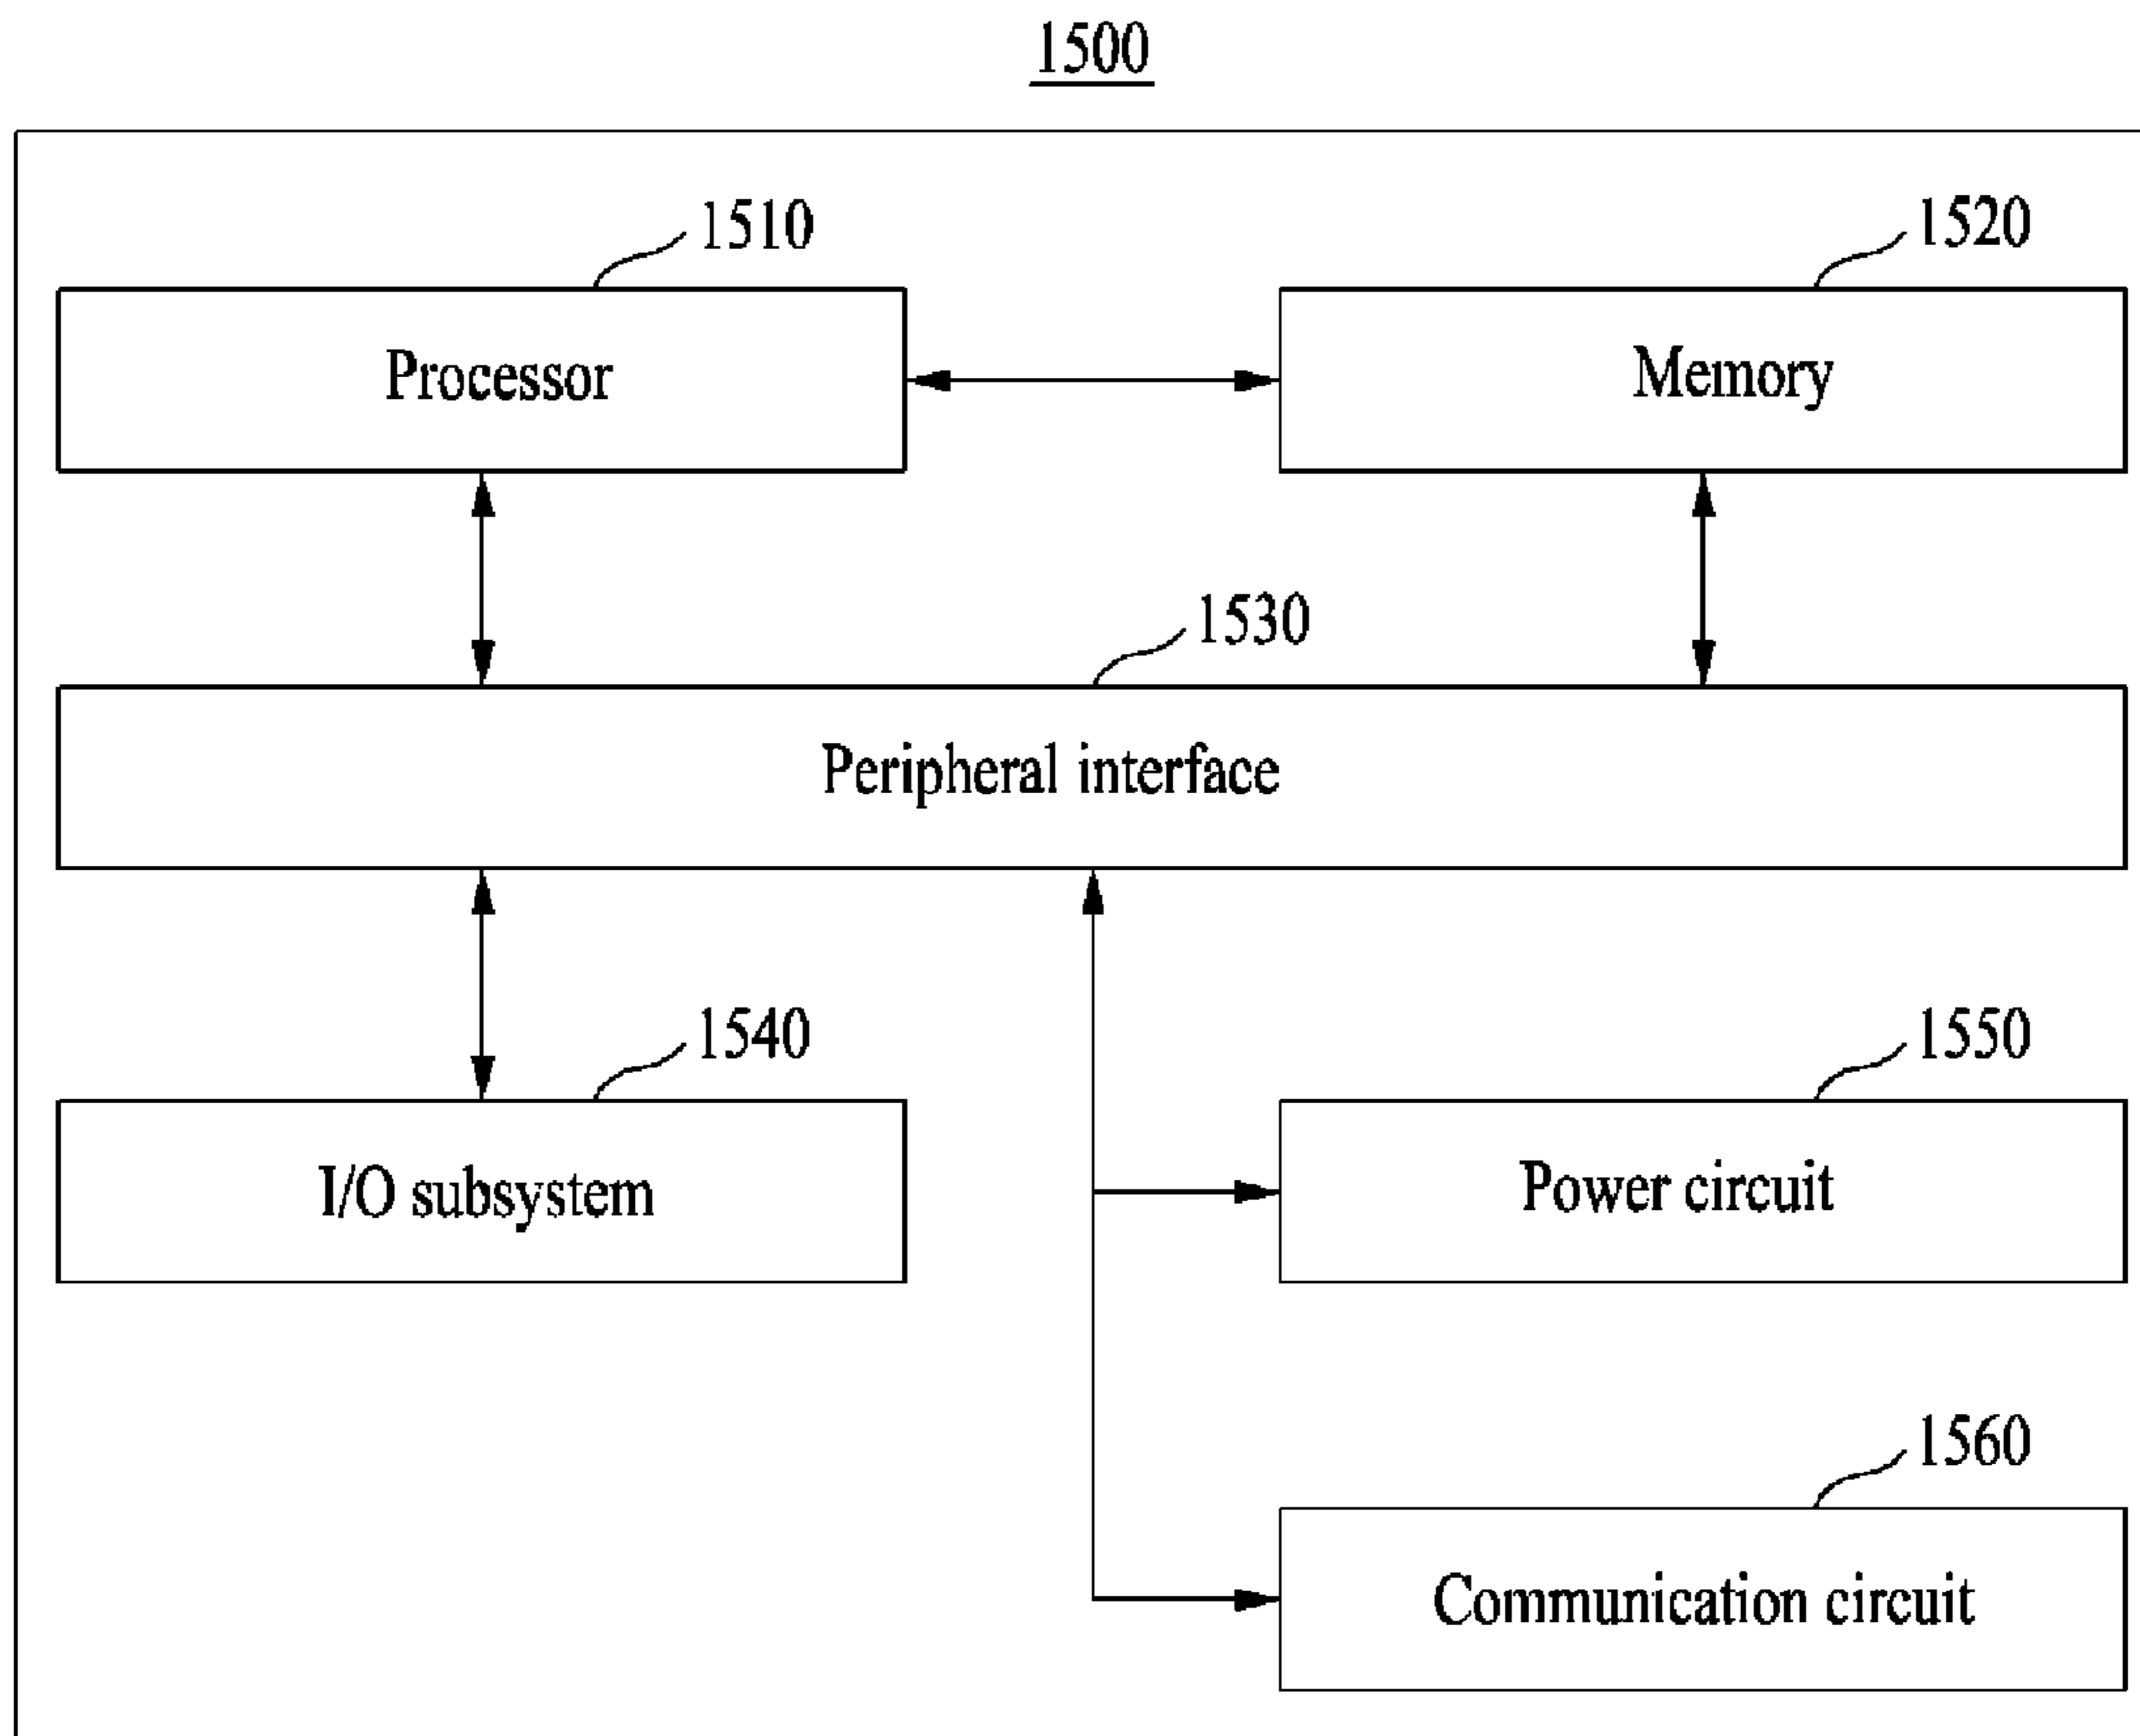 1500
1510
1520
Processor
Memory
1530
Peripheral interface
1540
1550
I/O subsystem
Power circuit
1560
Communication circuit